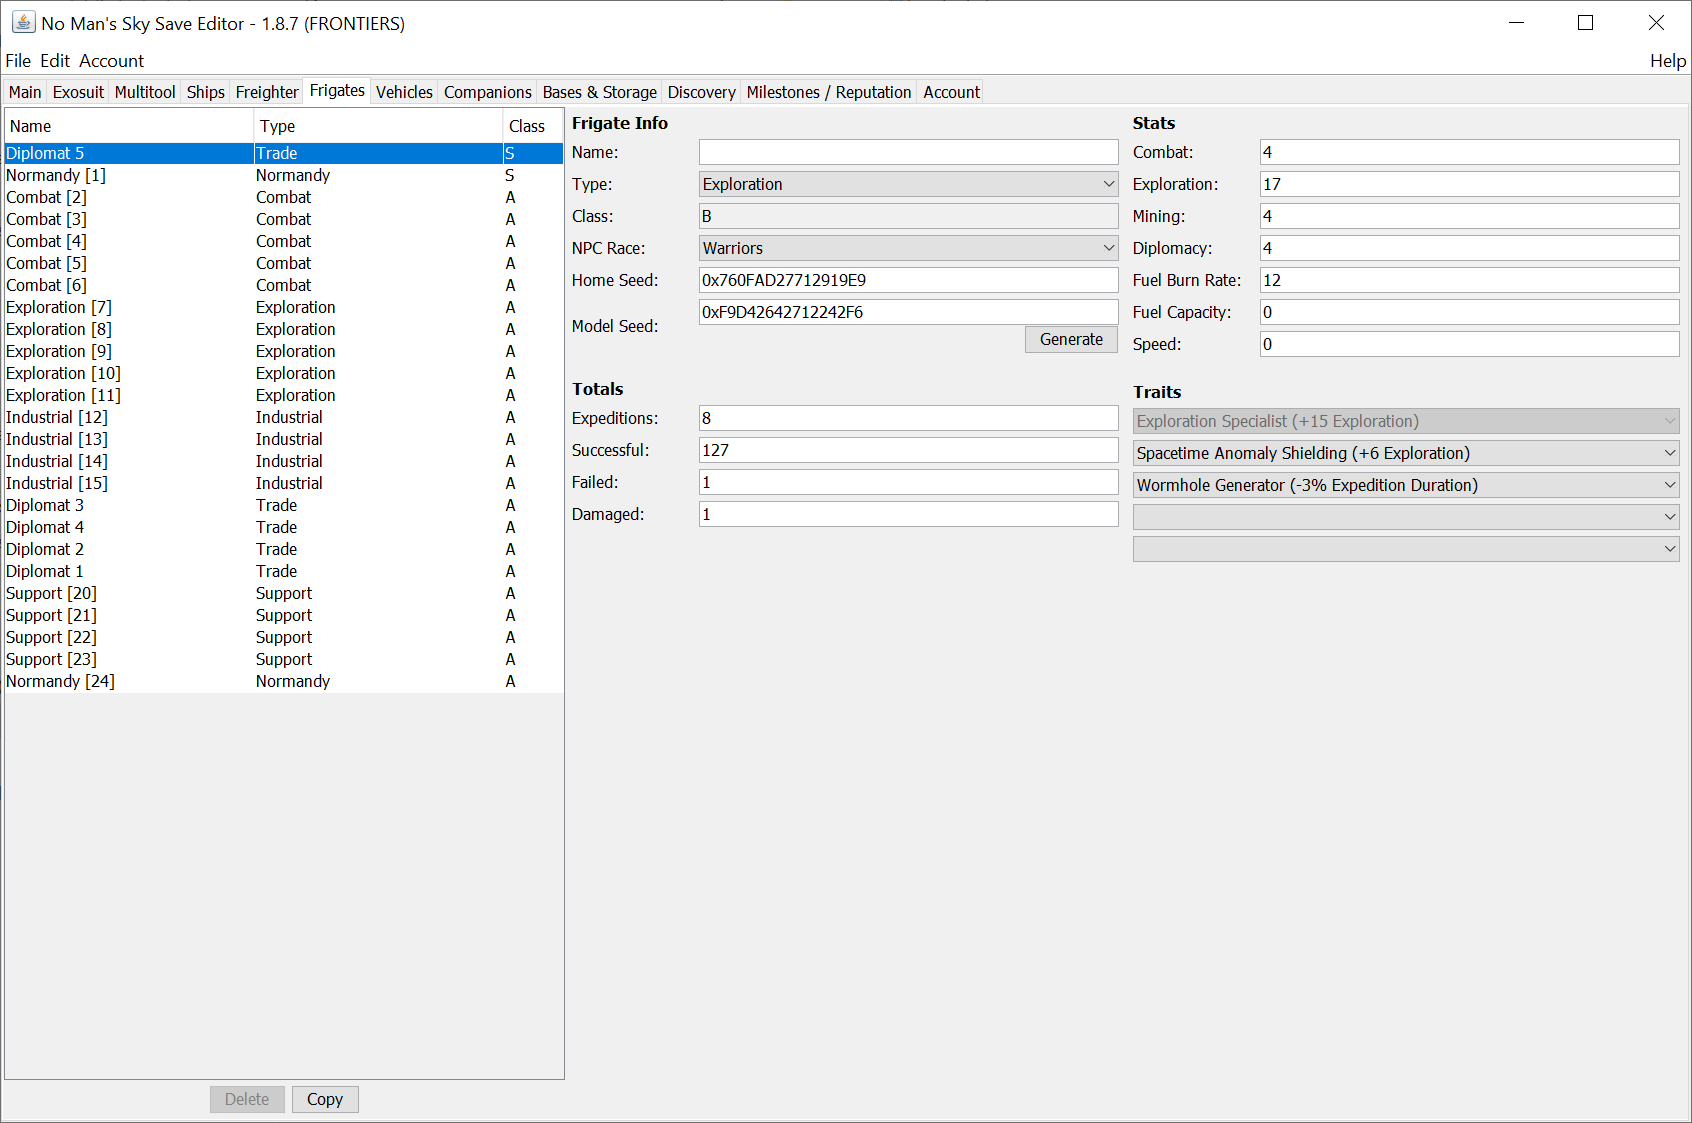 No Man's Sky Save Editor - 1.8.7 (FRONTIERS)
File Edit Account Help
Main Exosuit Multitool Ships Freighter Frigates Vehicles Companions Bases & Storage Discovery Milestones / Reputation Account
Name Type Class
Diplomat 5 Trade S
Normandy [1] Normandy S
Combat [2] Combat A
Combat [3] Combat A
Combat [4] Combat A
Combat [5] Combat A
Combat [6] Combat A
Exploration [7] Exploration A
Exploration [8] Exploration A
Exploration [9] Exploration A
Exploration [10] Exploration A
Exploration [11] Exploration A
Industrial [12] Industrial A
Industrial [13] Industrial A
Industrial [14] Industrial A
Industrial [15] Industrial A
Diplomat 3 Trade A
Diplomat 4 Trade A
Diplomat 2 Trade A
Diplomat 1 Trade A
Support [20] Support A
Support [21] Support A
Support [22] Support A
Support [23] Support A
Normandy [24] Normandy A
Delete Copy
Frigate Info
Name:
Type: Exploration
Class: B
NPC Race: Warriors
Home Seed: 0x760FAD27712919E9
Model Seed: 0xF9D42642712242F6
Generate
Totals
Expeditions: 8
Successful: 127
Failed: 1
Damaged: 1
Stats
Combat: 4
Exploration: 17
Mining: 4
Diplomacy: 4
Fuel Burn Rate: 12
Fuel Capacity: 0
Speed: 0
Traits
Exploration Specialist (+15 Exploration)
Spacetime Anomaly Shielding (+6 Exploration)
Wormhole Generator (-3% Expedition Duration)